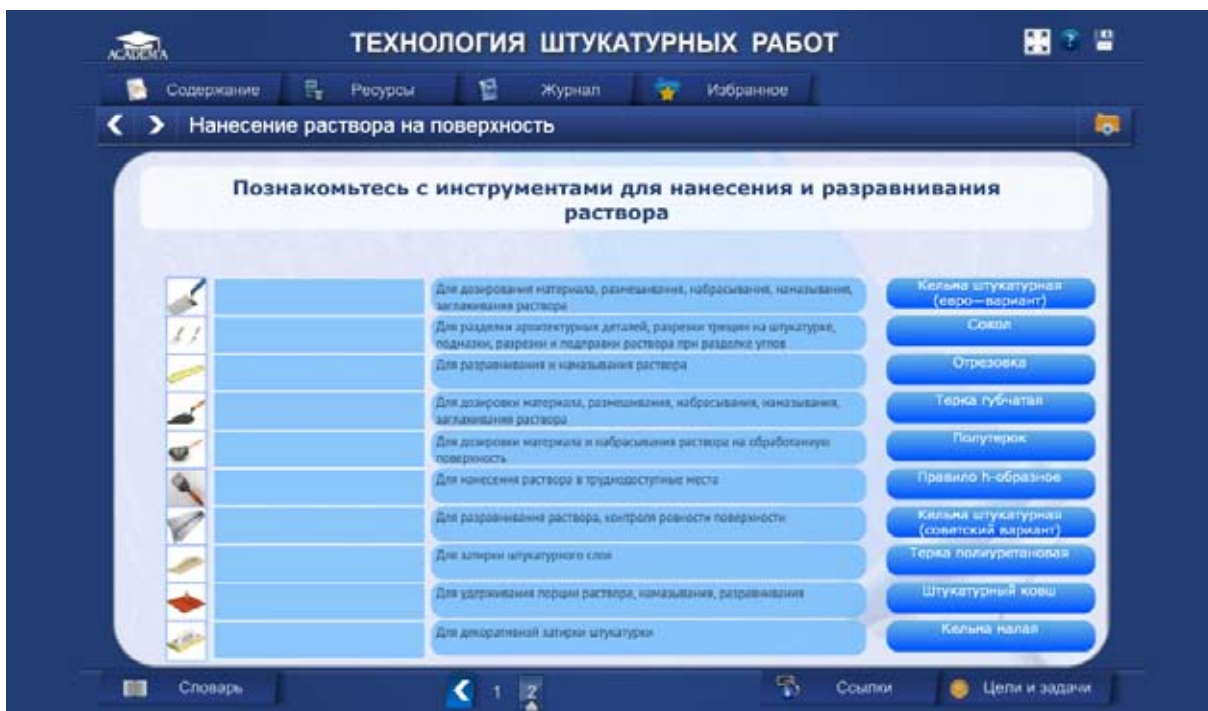 ACADEMIA
ТЕХНОЛОГИЯ ШТУКАТУРНЫХ РАБОТ
Содержание
Ресурсы
Журнал
Избранное
Нанесение раствора на поверхность
Познакомьтесь с инструментами для нанесения и разравнивания
раствора
Для дозирования материала, размешивания, набрасывания, намазывания,
заглаживания раствора
Кельма штукатурная
(евро—вариант)
Для разделки архитектурных деталей, разрезки трещин на штукатурке,
подмазки, разрезки и подправки раствора при разделке углов
Сокол
Для разравнивания и намазывания раствора
Отрезовка
Для дозировки материала, размешивания, набрасывания, намазывания,
заглаживания раствора
Терка губчатая
Для дозировки материала и набрасывания раствора на обработанную
поверхность
Полутерок
Для нанесения раствора в труднодоступные места
Правило h-образное
Для разравнивания раствора, контроля ровности поверхности
Кельма штукатурная
(советский вариант)
Для затирки штукатурного слоя
Терка полиуретановая
Для удерживания порции раствора, намазывания, разравнивания
Штукатурный ковш
Для декоративной затирки штукатурки
Кельма малая
Словарь
1
2
Ссылки
Цели и задачи